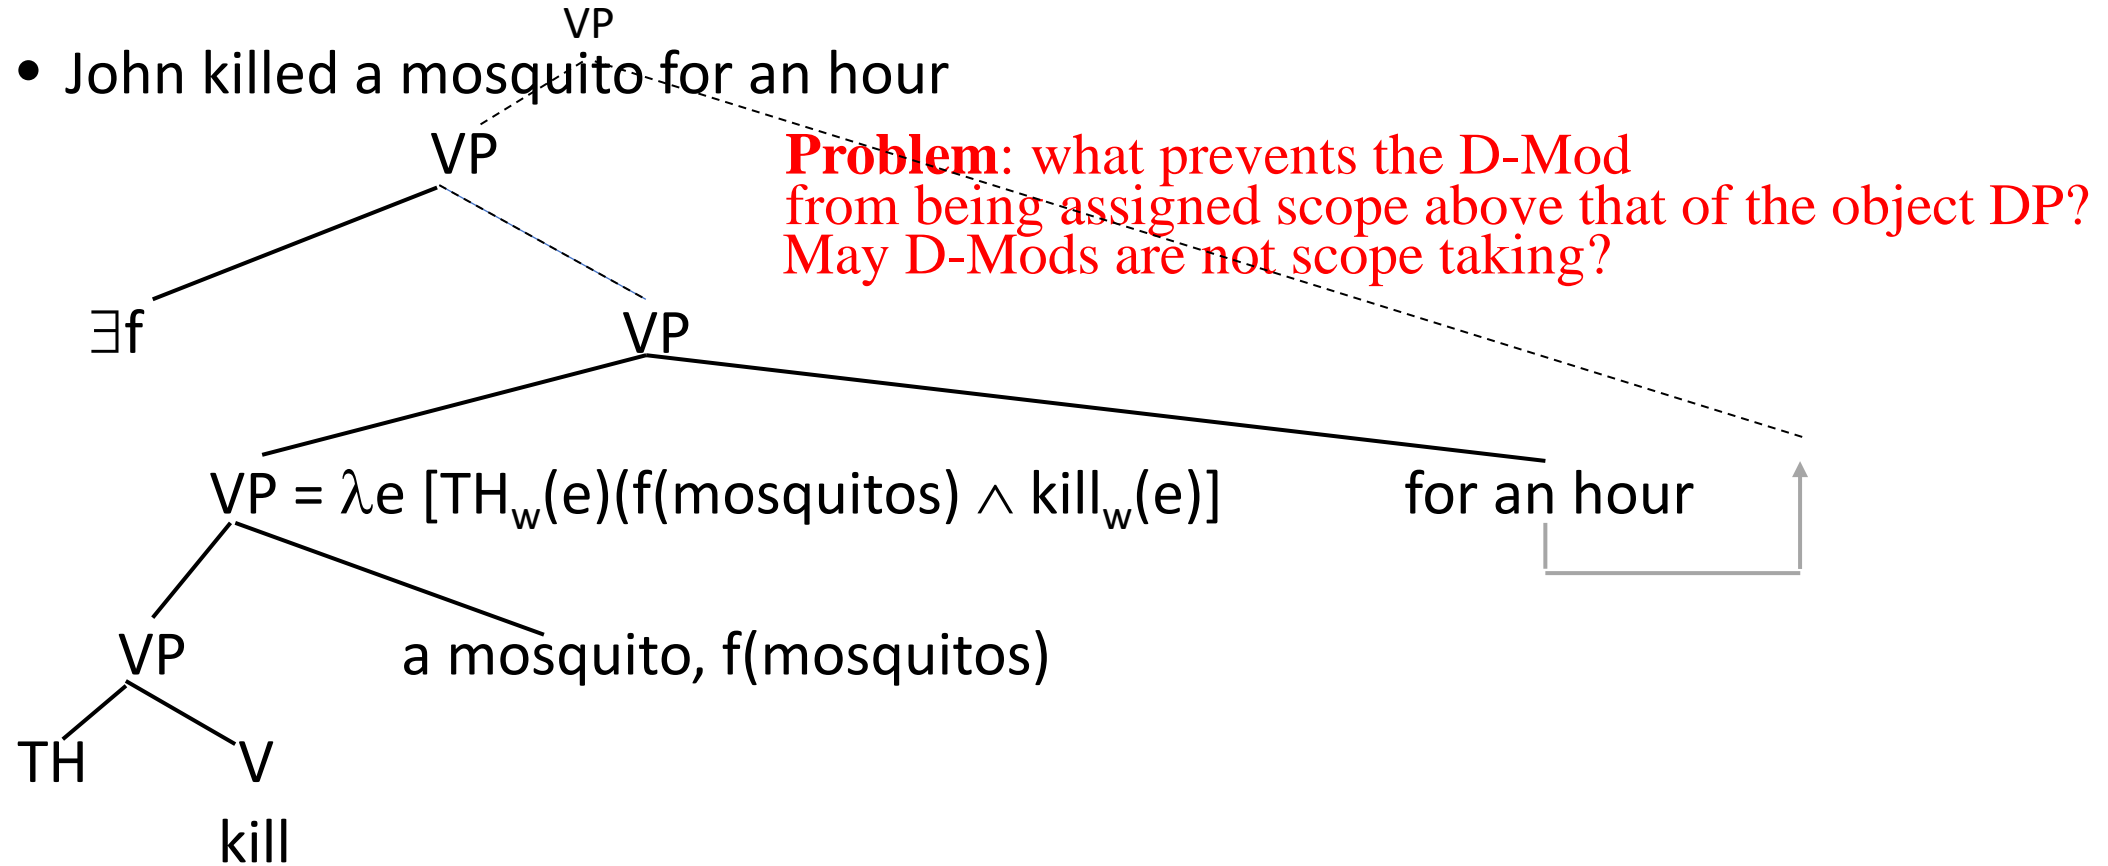 VP
• John killed a mosquito for an hour
VP
Problem: what prevents the D-Mod
from being assigned scope above that of the object DP?
May D-Mods are not scope taking?
∃f
VP
VP = λe [THw(e)(f(mosquitos) ∧ killw(e)]
for an hour
VP
a mosquito, f(mosquitos)
TH
V
kill